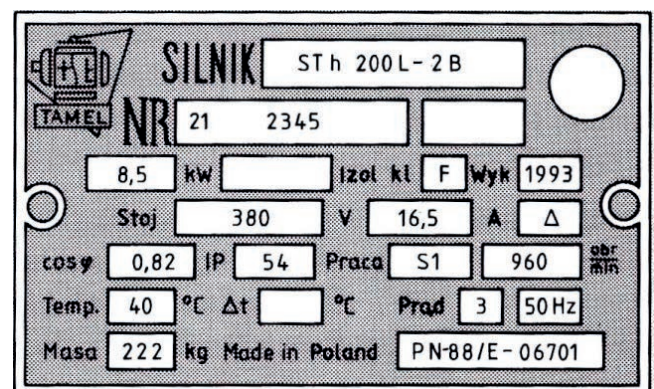 TAMEL
SILNIK STh 200L-2B
NR 21 2345
8,5 kW Izol kl F Wyk 1993
Stoj 380 V 16,5 A Δ
cosφ 0,82 IP 54 Praca S1 960 obr/min
Temp. 40 °C Δt °C Prąd 3 50 Hz
Masa 222 kg Made in Poland PN-88/E-06701